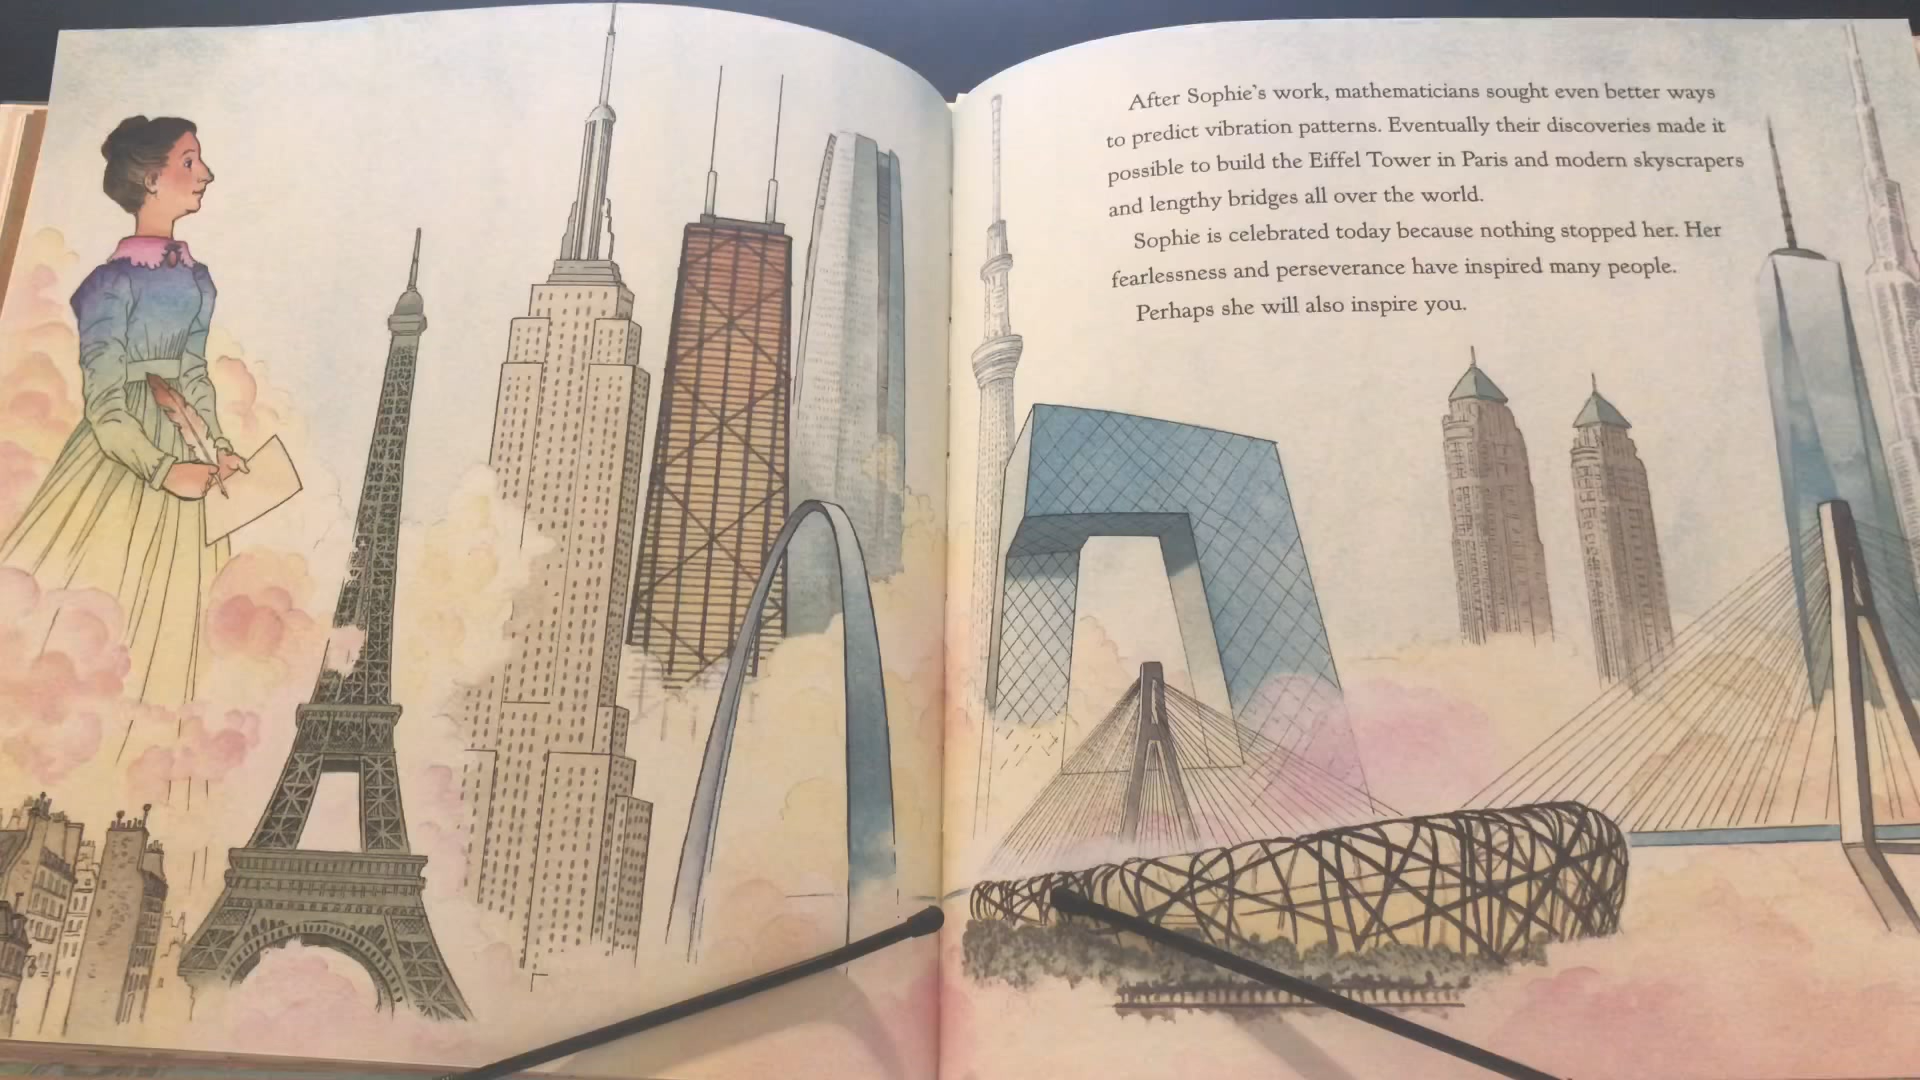 After Sophie's work, mathematicians sought even better ways
to predict vibration patterns. Eventually their discoveries made it
possible to build the Eiffel Tower in Paris and modern skyscrapers
and lengthy bridges all over the world.
Sophie is celebrated today because nothing stopped her. Her
fearlessness and perseverance have inspired many people.
Perhaps she will also inspire you.